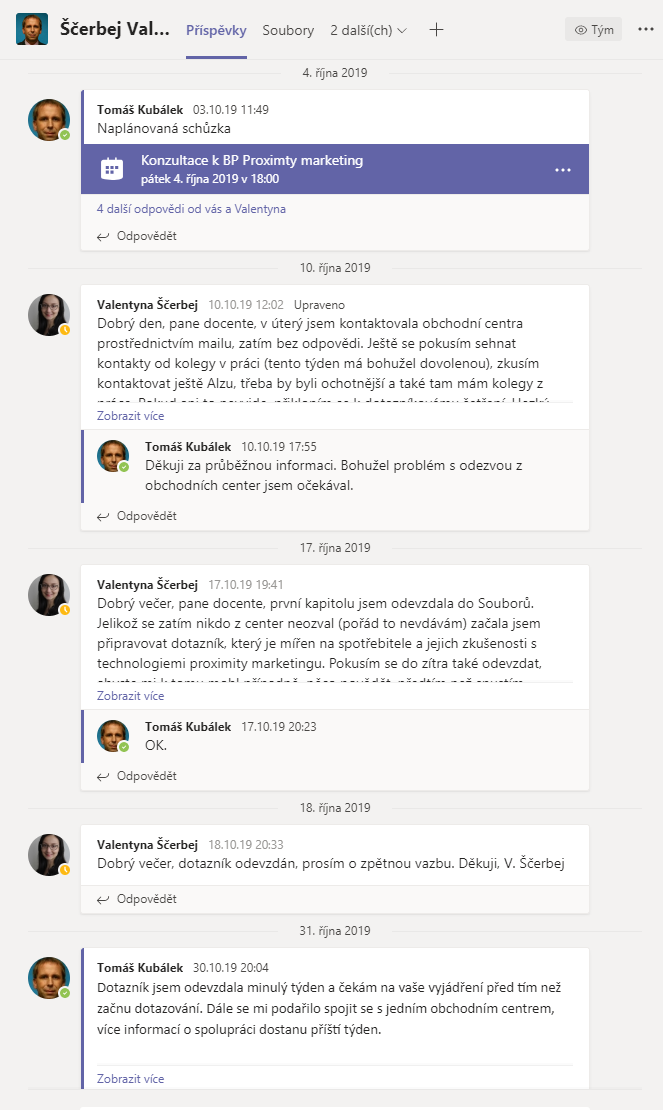 Ščerbej Val...
Příspěvky
Soubory
2 další(ch)
Tým
4. října 2019
Tomáš Kubálek 03.10.19 11:49
Naplánovaná schůzka
Konzultace k BP Proximty marketing
pátek 4. října 2019 v 18:00
4 další odpovědi od vás a Valentyna
Odpovědět
10. října 2019
Valentyna Ščerbej 10.10.19 12:02 Upraveno
Dobrý den, pane docente, v úterý jsem kontaktovala obchodní centra
prostřednictvím mailu, zatím bez odpovědi. Ještě se pokusím sehnat
kontakty od kolegy v práci (tento týden má bohužel dovolenou), zkusím
kontaktovat ještě Alzu, třeba by byli ochotnější a také tam mám kolegy z
Zobrazit více
Tomáš Kubálek 10.10.19 17:55
Děkuji za průběžnou informaci. Bohužel problém s odezvou z
obchodních center jsem očekával.
Odpovědět
17. října 2019
Valentyna Ščerbej 17.10.19 19:41
Dobrý večer, pane docente, první kapitolu jsem odevzdala do Souborů.
Jelikož se zatím nikdo z center neozval (pořád to nevdávám) začala jsem
připravovat dotazník, který je mířen na spotřebitele a jejich zkušenosti s
technologiemi proximity marketingu. Pokusím se do zítra také odevzdat,
Zobrazit více
Tomáš Kubálek 17.10.19 20:23
OK.
Odpovědět
18. října 2019
Valentyna Ščerbej 18.10.19 20:33
Dobrý večer, dotazník odevzdán, prosím o zpětnou vazbu. Děkuji, V. Ščerbej
Odpovědět
31. října 2019
Tomáš Kubálek 30.10.19 20:04
Dotazník jsem odevzdala minulý týden a čekám na vaše vyjádření před tím než
začnu dotazování. Dále se mi podařilo spojit se s jedním obchodním centrem,
více informací o spolupráci dostanu příští týden.
Zobrazit více